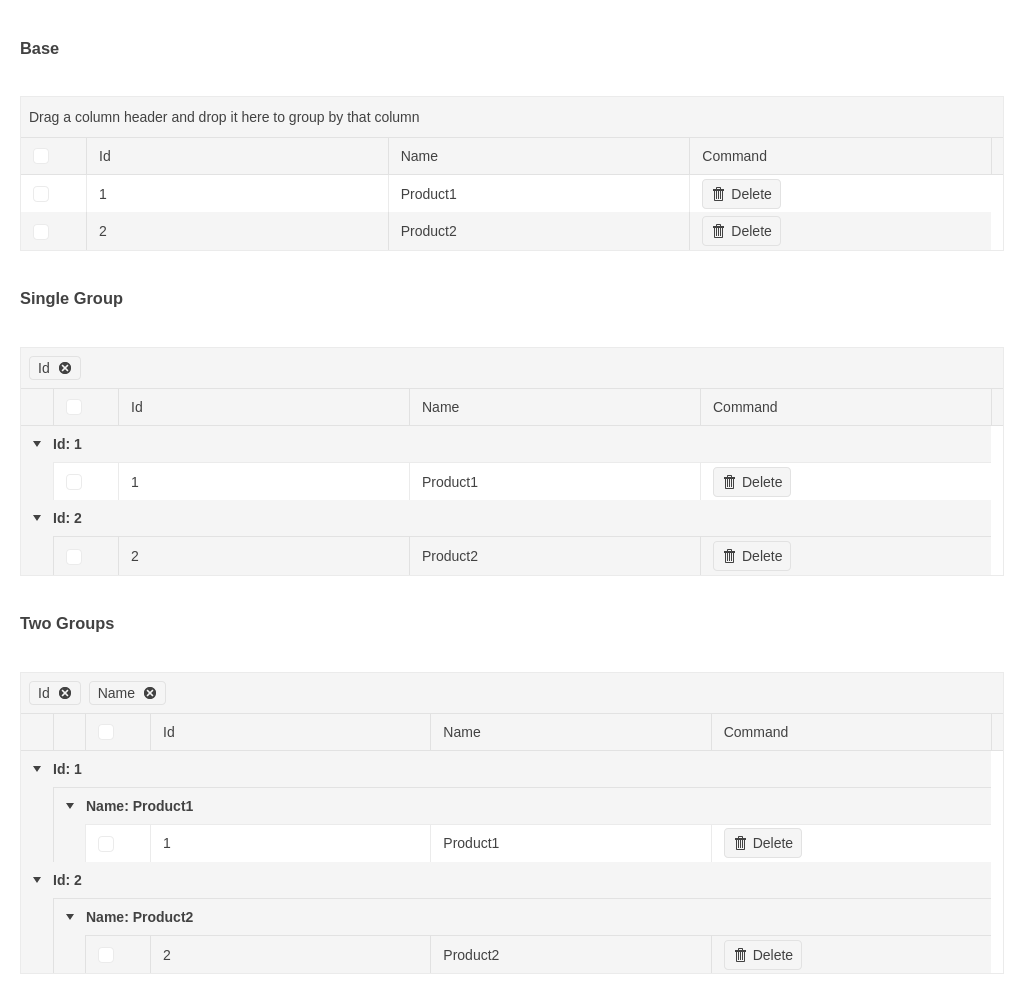 Base
Drag a column header and drop it here to group by that column
Id Name Command
1 Product1 Delete
2 Product2 Delete
Single Group
Id
Id Name Command
Id: 1
1 Product1 Delete
Id: 2
2 Product2 Delete
Two Groups
Id Name
Id Name Command
Id: 1
Name: Product1
1 Product1 Delete
Id: 2
Name: Product2
2 Product2 Delete